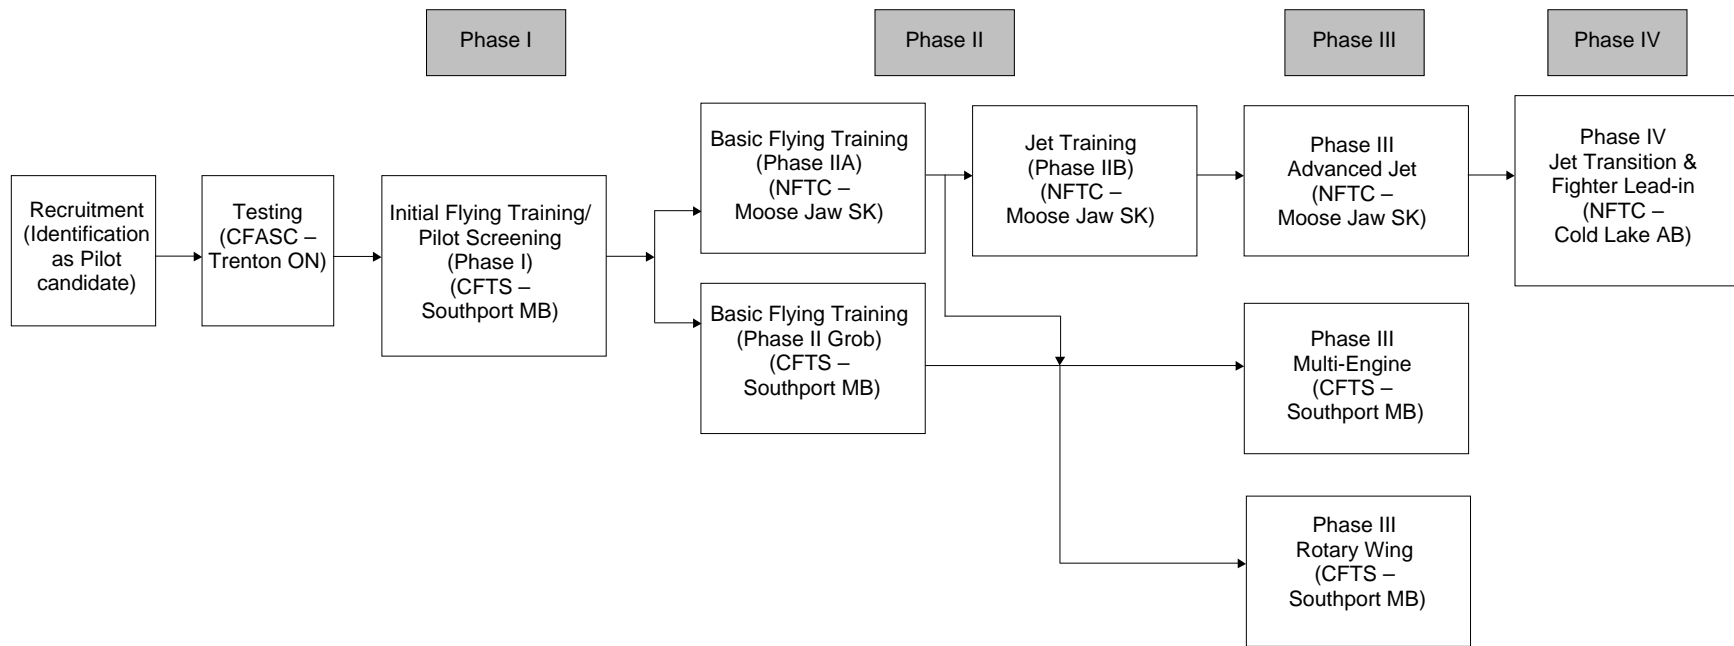 Phase I
Phase II
Phase III
Phase IV
Recruitment
(Identification
as Pilot
candidate)
Testing
(CFASC –
Trenton ON)
Initial Flying Training/
Pilot Screening
(Phase I)
(CFTS –
Southport MB)
Basic Flying Training
(Phase IIA)
(NFTC –
Moose Jaw SK)
Basic Flying Training
(Phase II Grob)
(CFTS –
Southport MB)
Jet Training
(Phase IIB)
(NFTC –
Moose Jaw SK)
Phase III
Advanced Jet
(NFTC –
Moose Jaw SK)
Phase III
Multi-Engine
(CFTS –
Southport MB)
Phase III
Rotary Wing
(CFTS –
Southport MB)
Phase IV
Jet Transition &
Fighter Lead-in
(NFTC –
Cold Lake AB)